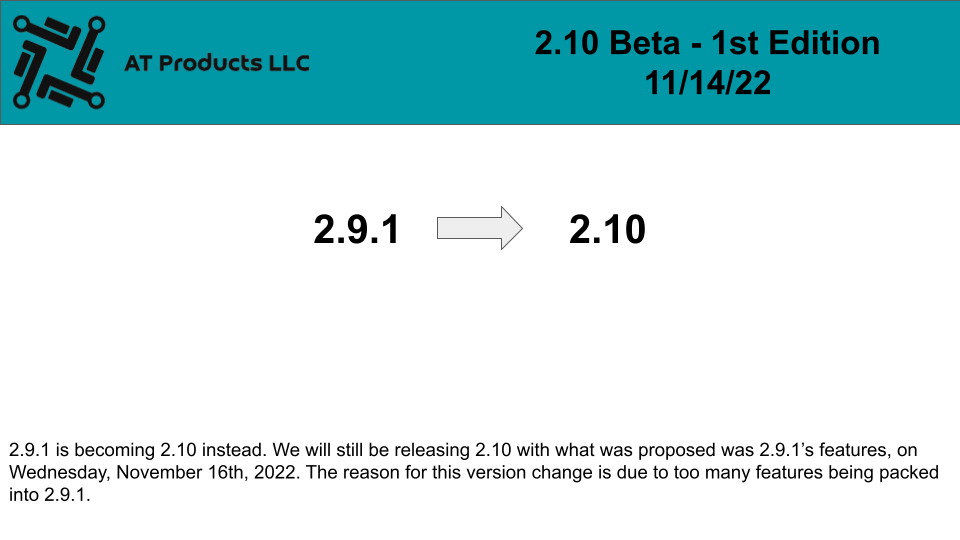 AT Products LLC
2.10 Beta - 1st Edition
11/14/22
2.9.1
2.10
2.9.1 is becoming 2.10 instead. We will still be releasing 2.10 with what was proposed was 2.9.1’s features, on
Wednesday, November 16th, 2022. The reason for this version change is due to too many features being packed
into 2.9.1.